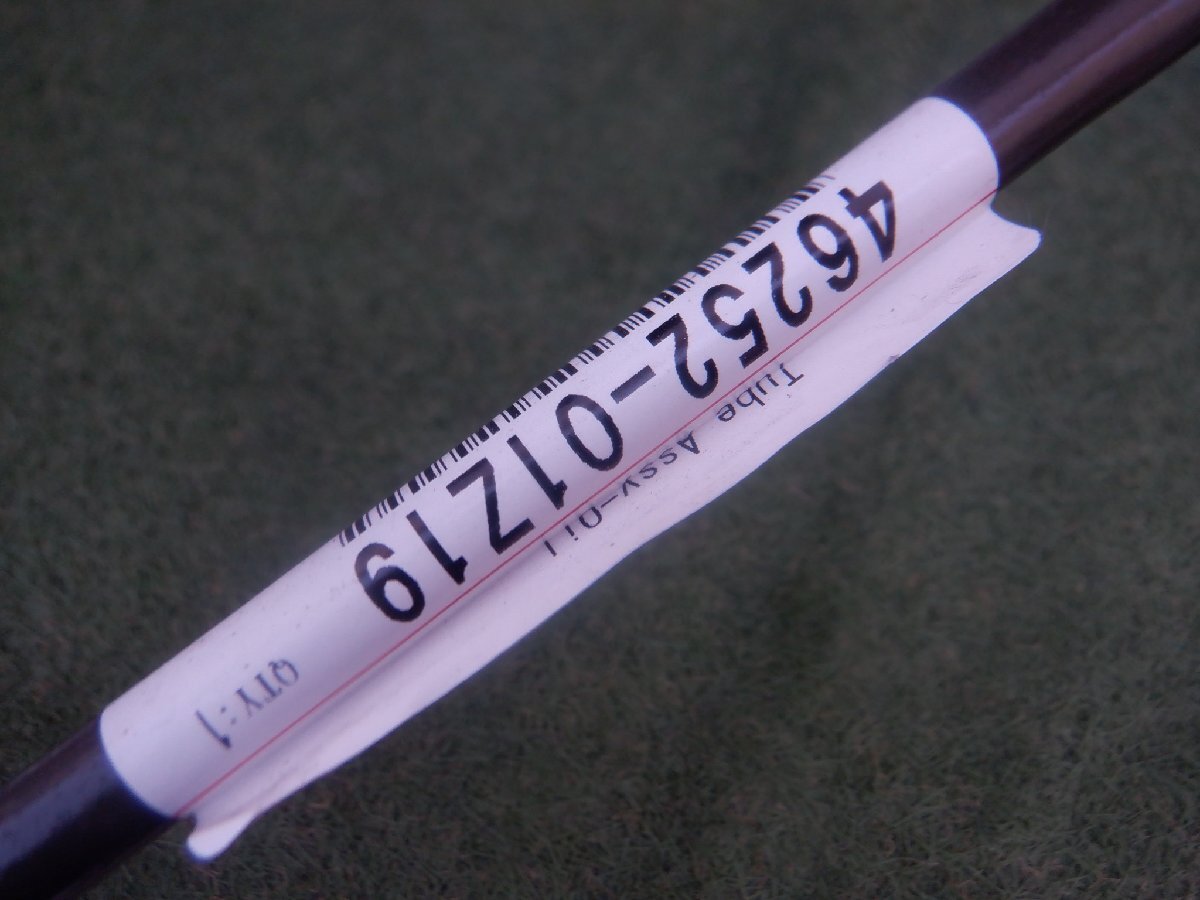 46252-01Z19
Tube Assy-Oil
QTY:1